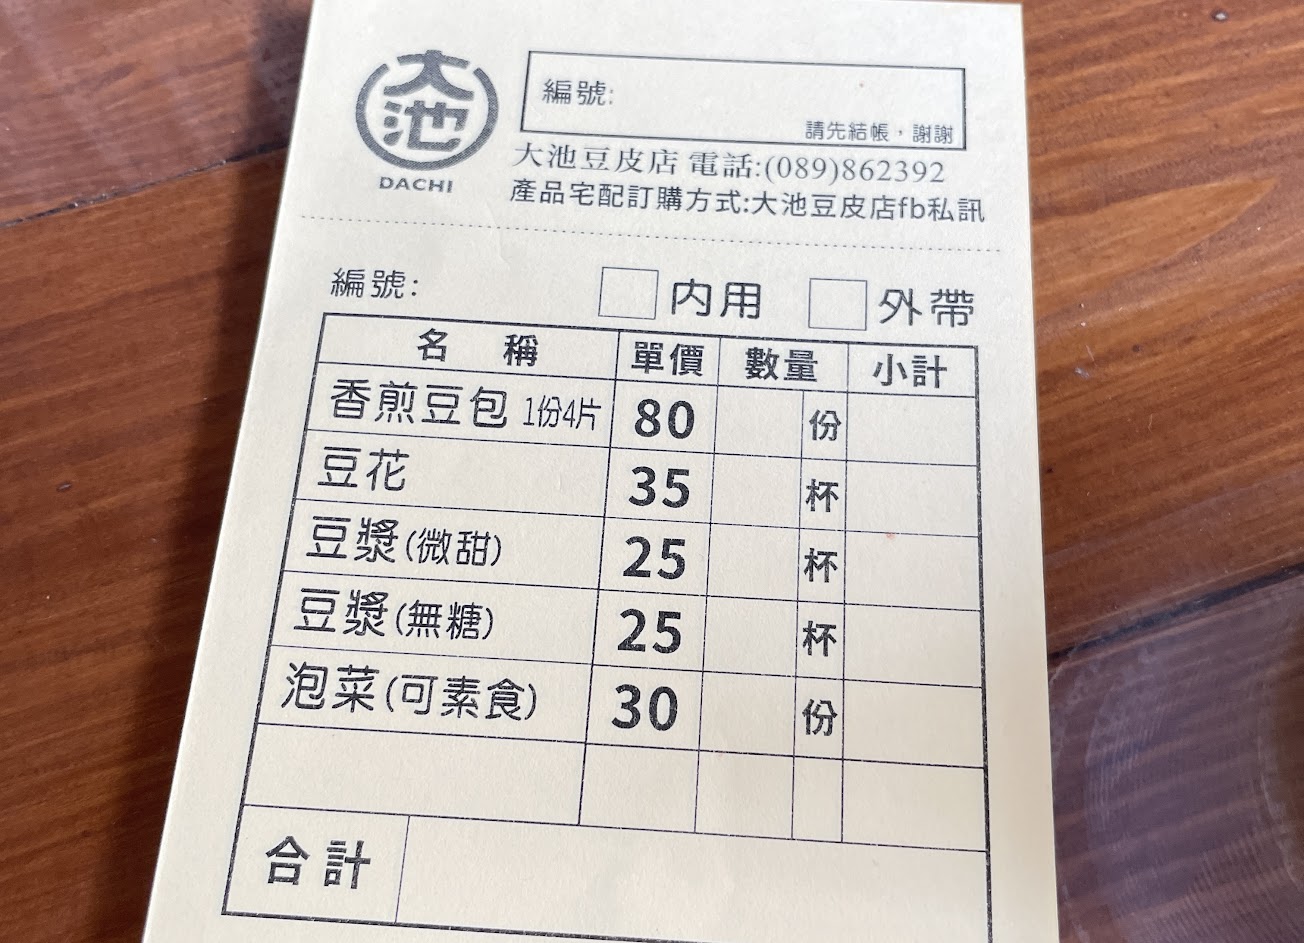 大池
DACHI
編號:
請先結帳，謝謝
大池豆皮店 電話:(089)862392
產品宅配訂購方式:大池豆皮店fb私訊
編號: 內用 外帶
名 稱 單價 數量 小計
香煎豆包 1份4片 80 份
豆花 35 杯
豆漿(微甜) 25 杯
豆漿(無糖) 25 杯
泡菜(可素食) 30 份
合計